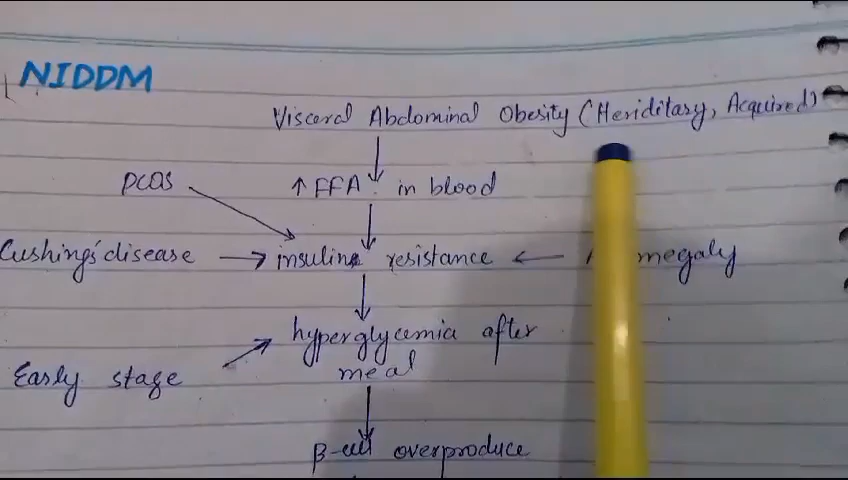 NIDDM
Visceral Abdominal Obesity (Heriditary, Acquired)
PCOS
↑ FFA in blood
Cushing's disease → insulin resistance ←
hyperglycemia after
meal
Early stage
β-cell overproduce